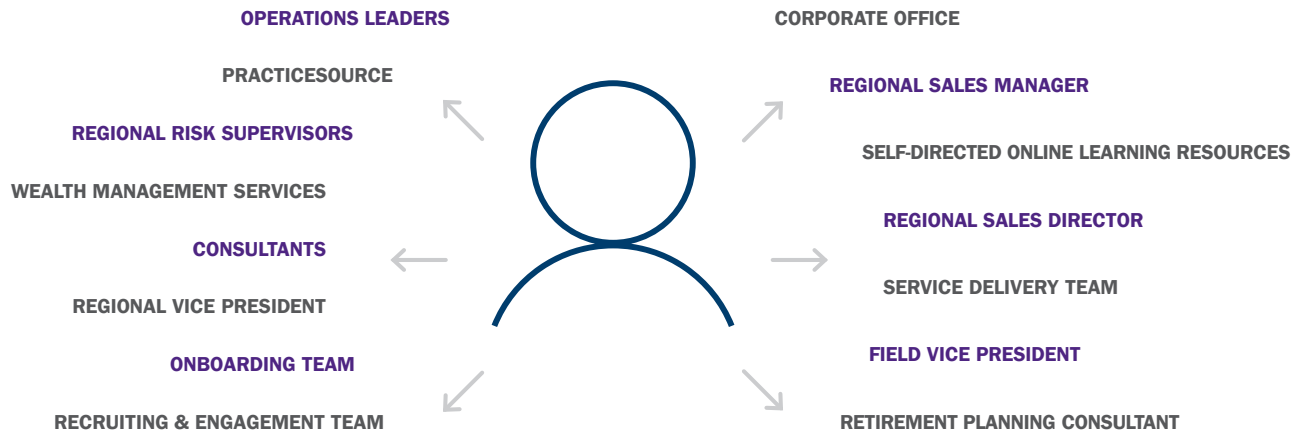 OPERATIONS LEADERS
PRACTICESOURCE
REGIONAL RISK SUPERVISORS
WEALTH MANAGEMENT SERVICES
CONSULTANTS
REGIONAL VICE PRESIDENT
ONBOARDING TEAM
RECRUITING & ENGAGEMENT TEAM
CORPORATE OFFICE
REGIONAL SALES MANAGER
SELF-DIRECTED ONLINE LEARNING RESOURCES
REGIONAL SALES DIRECTOR
SERVICE DELIVERY TEAM
FIELD VICE PRESIDENT
RETIREMENT PLANNING CONSULTANT